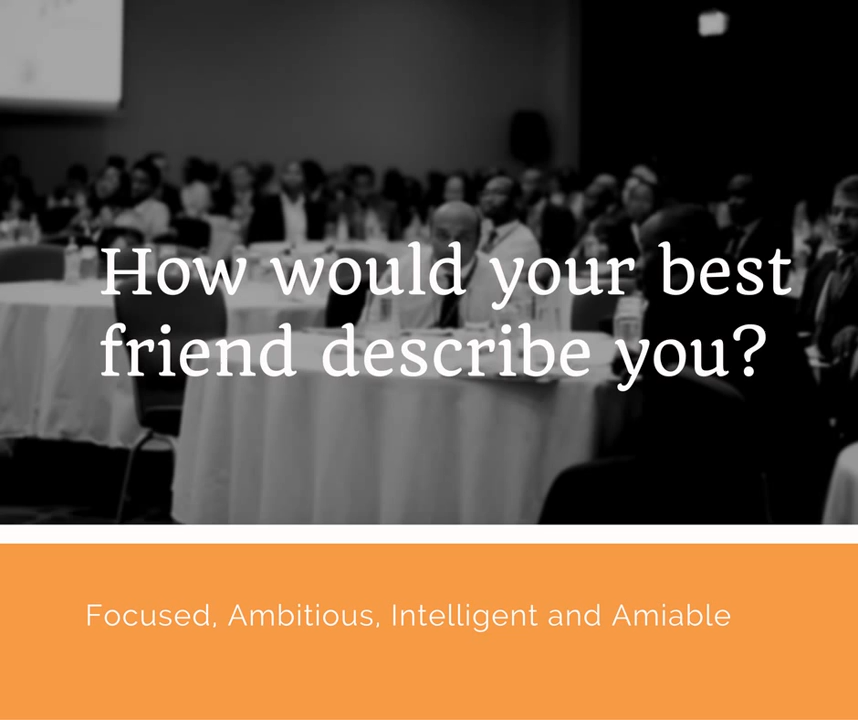 How would your best
friend describe you?
Focused, Ambitious, Intelligent and Amiable